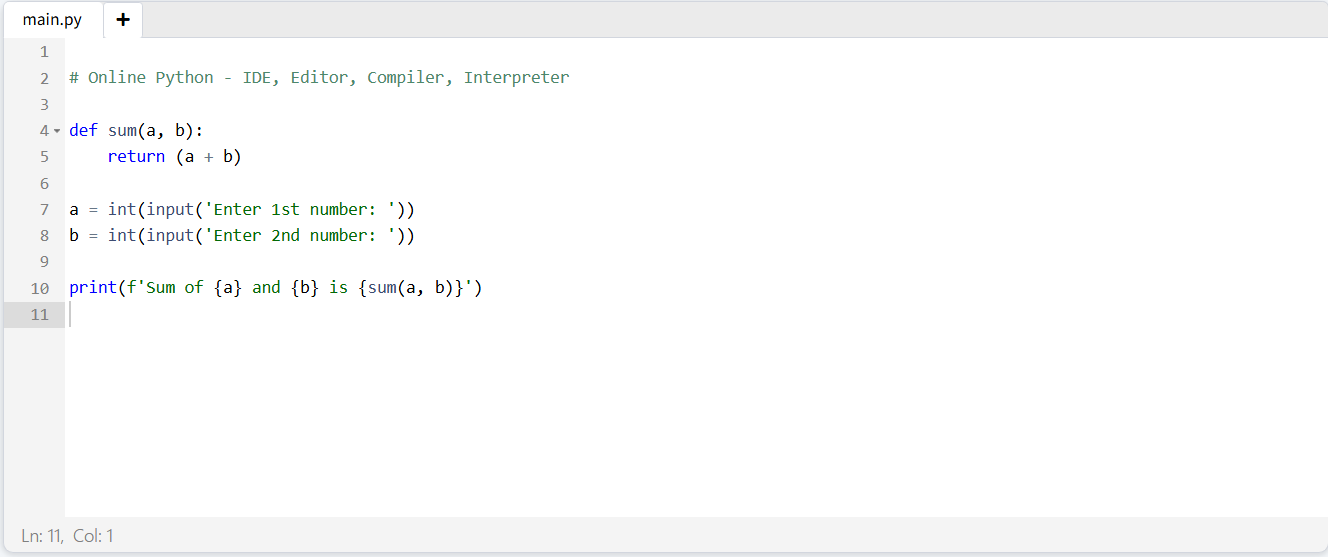 main.py +
1
2 # Online Python - IDE, Editor, Compiler, Interpreter
3
4 def sum(a, b):
5     return (a + b)
6
7 a = int(input('Enter 1st number: '))
8 b = int(input('Enter 2nd number: '))
9
10 print(f'Sum of {a} and {b} is {sum(a, b)}')
11
Ln: 11, Col: 1